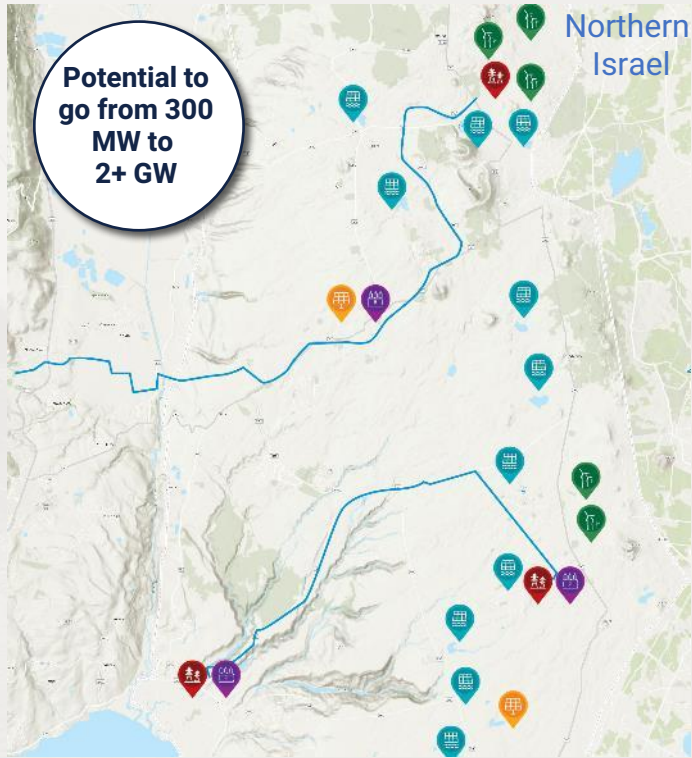 Northern
Israel
Potential to
go from 300
MW to
2+ GW